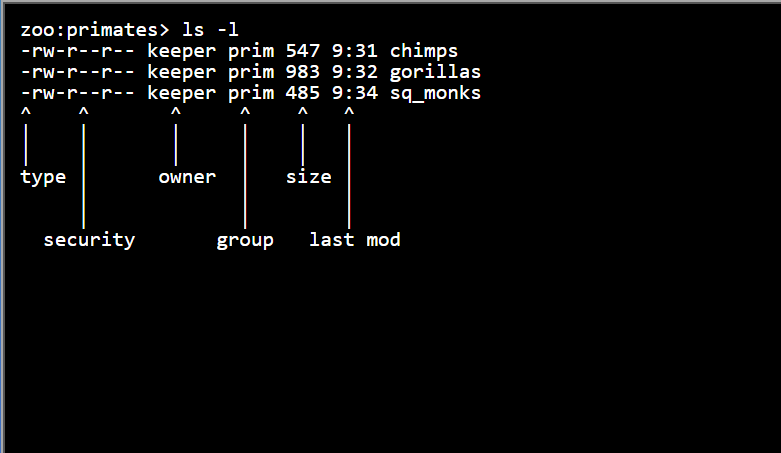 zoo:primates> ls -l
-rw-r--r-- keeper prim 547 9:31 chimps
-rw-r--r-- keeper prim 983 9:32 gorillas
-rw-r--r-- keeper prim 485 9:34 sq_monks
^ ^ ^ ^ ^ ^
type owner size
security group last mod